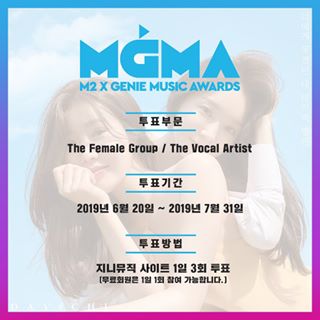 MGMA
M2 X GENIE MUSIC AWARDS
투표부문
The Female Group / The Vocal Artist
투표기간
2019년 6월 20일 ~ 2019년 7월 31일
투표방법
지니뮤직 사이트 1일 3회 투표
(무료회원은 1일 1회 참여 가능합니다.)
DAVICHI